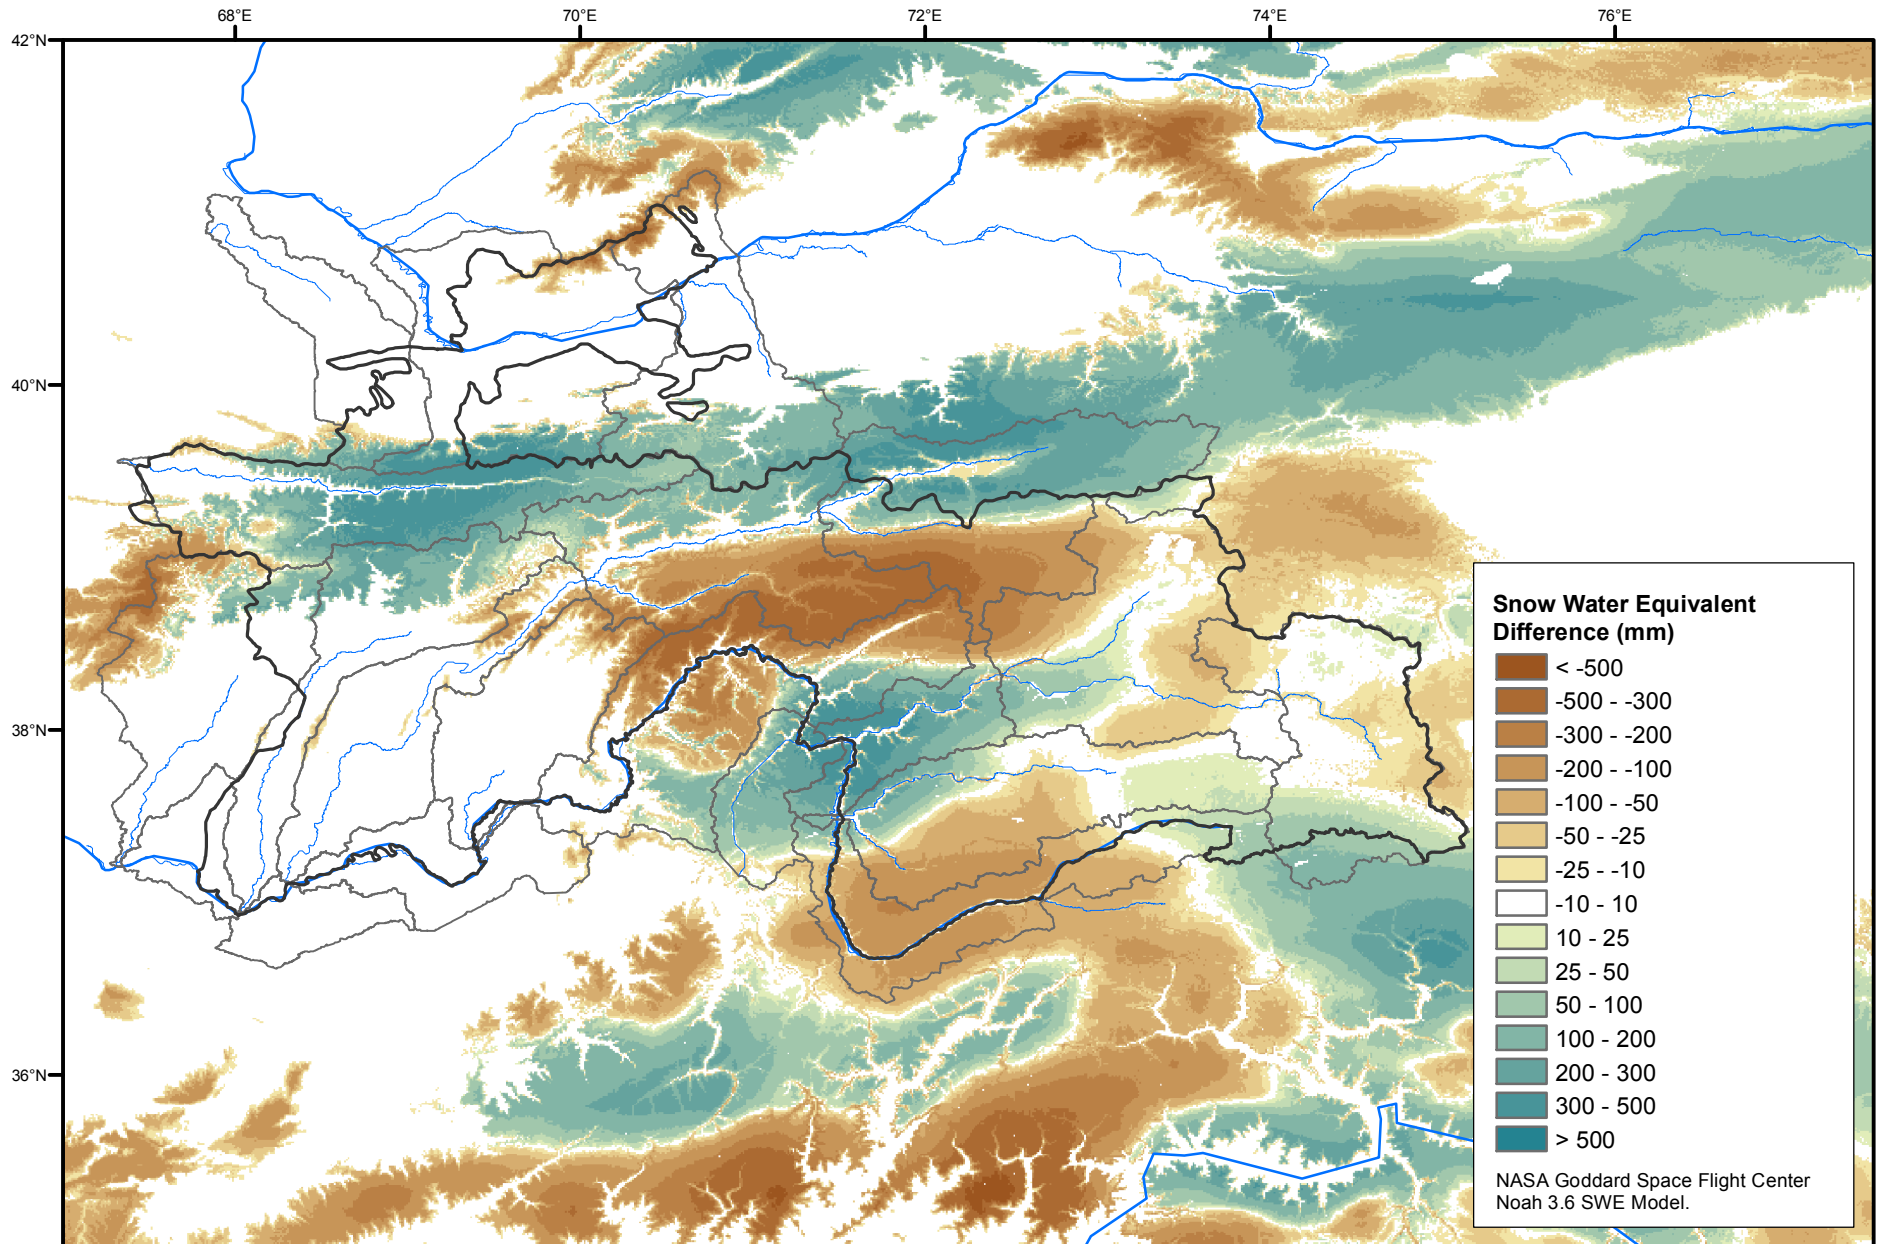 68°E 70°E 72°E 74°E 76°E
42°N
40°N
38°N
36°N
Snow Water Equivalent
Difference (mm)
< -500
-500 - -300
-300 - -200
-200 - -100
-100 - -50
-50 - -25
-25 - -10
-10 - 10
10 - 25
25 - 50
50 - 100
100 - 200
200 - 300
300 - 500
> 500
NASA Goddard Space Flight Center
Noah 3.6 SWE Model.